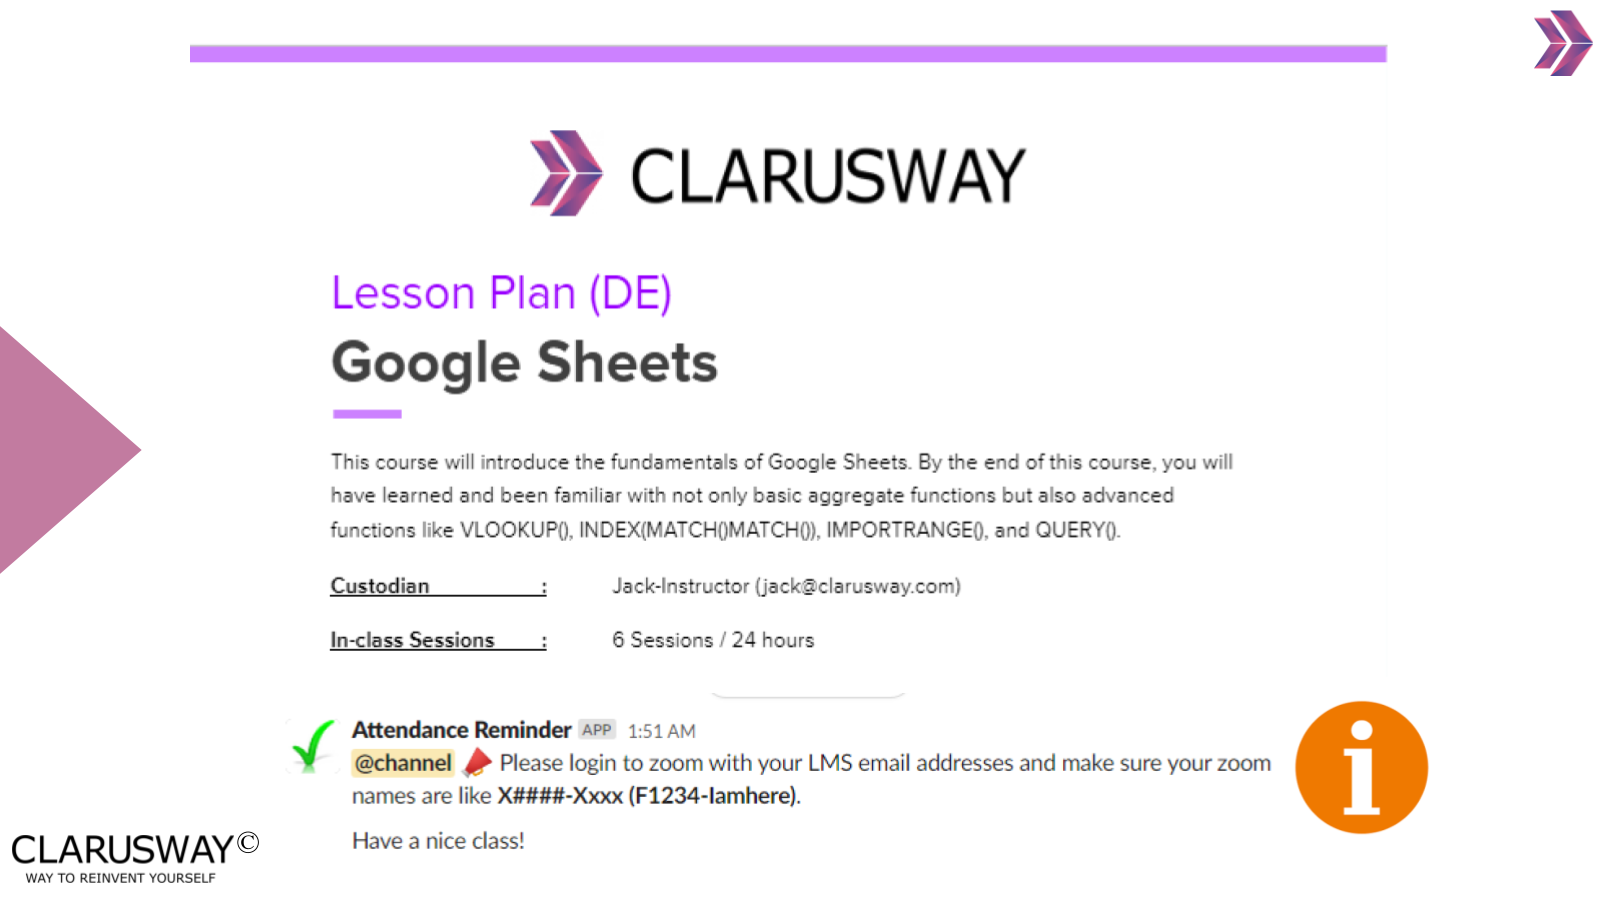 CLARUSWAY
Lesson Plan (DE)
Google Sheets
This course will introduce the fundamentals of Google Sheets. By the end of this course, you will
have learned and been familiar with not only basic aggregate functions but also advanced
functions like VLOOKUP(), INDEX(MATCH()MATCH()), IMPORTRANGE(), and QUERY().
Custodian : Jack-Instructor (jack@clarusway.com)
In-class Sessions : 6 Sessions / 24 hours
Attendance Reminder APP 1:51 AM
@channel 📣 Please login to zoom with your LMS email addresses and make sure your zoom
names are like X####-Xxxx (F1234-Iamhere).
Have a nice class!
i
CLARUSWAY©
WAY TO REINVENT YOURSELF